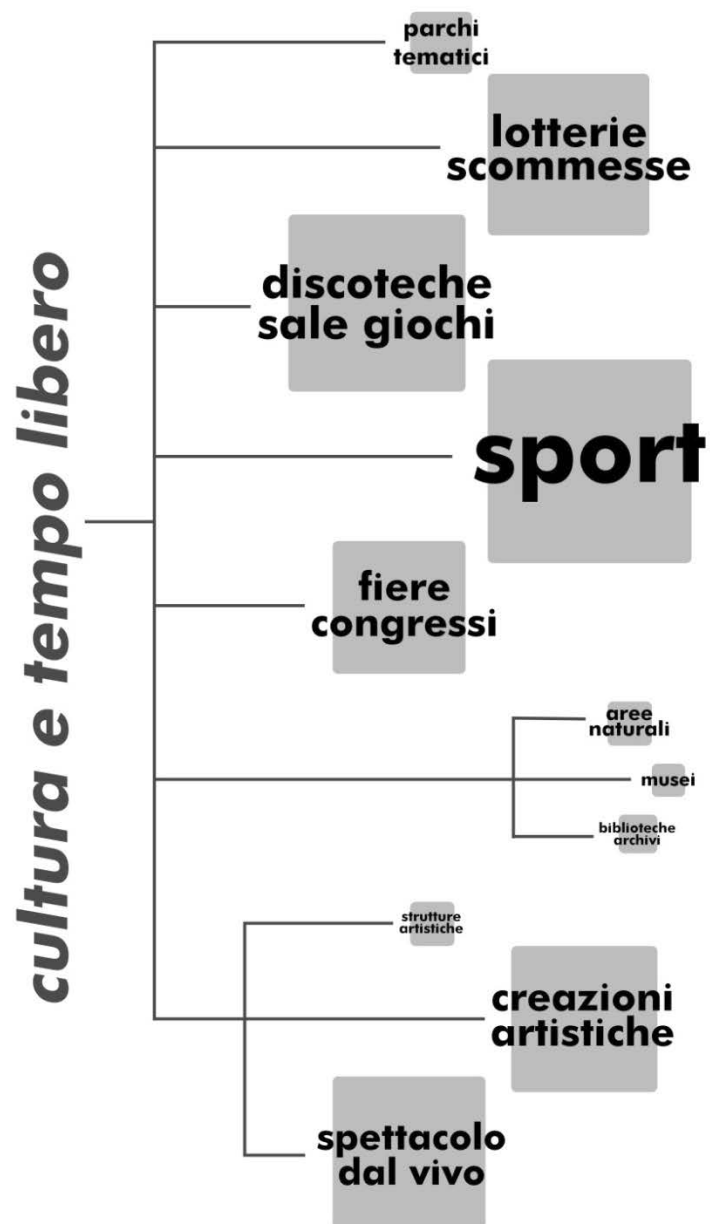 cultura e tempo libero
parchi
tematici
lotterie
scommesse
discoteche
sale giochi
sport
fiere
congressi
aree
naturali
musei
biblioteche
archivi
strutture
artistiche
creazioni
artistiche
spettacolo
dal vivo